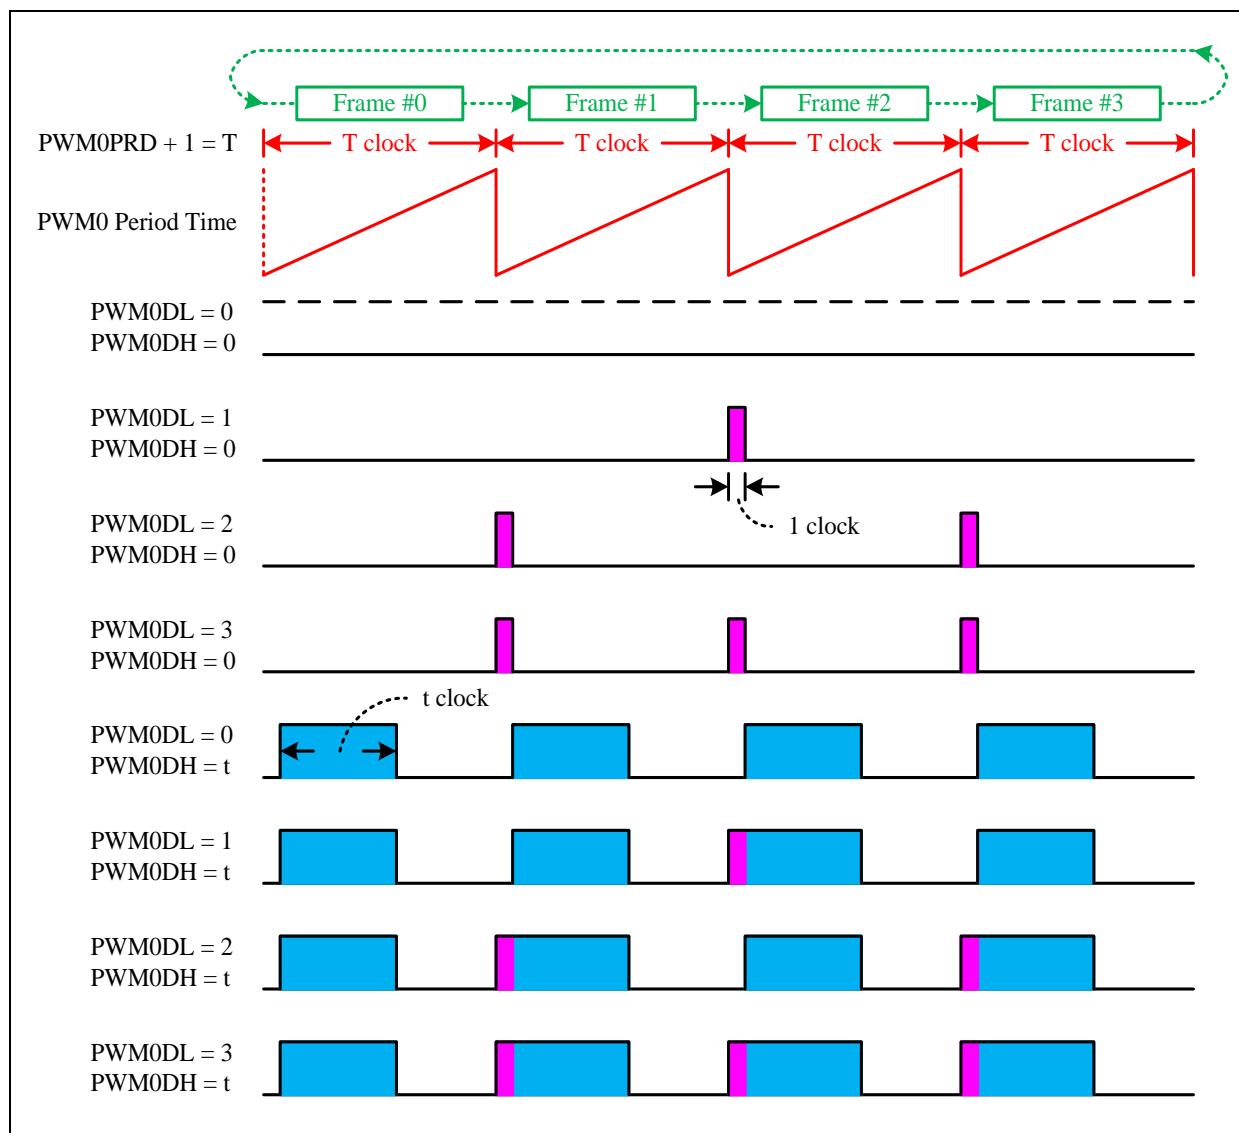 Frame #0 Frame #1 Frame #2 Frame #3
PWM0PRD + 1 = T T clock T clock T clock T clock
PWM0 Period Time
PWM0DL = 0
PWM0DH = 0
PWM0DL = 1
PWM0DH = 0
1 clock
PWM0DL = 2
PWM0DH = 0
PWM0DL = 3
PWM0DH = 0
t clock
PWM0DL = 0
PWM0DH = t
PWM0DL = 1
PWM0DH = t
PWM0DL = 2
PWM0DH = t
PWM0DL = 3
PWM0DH = t